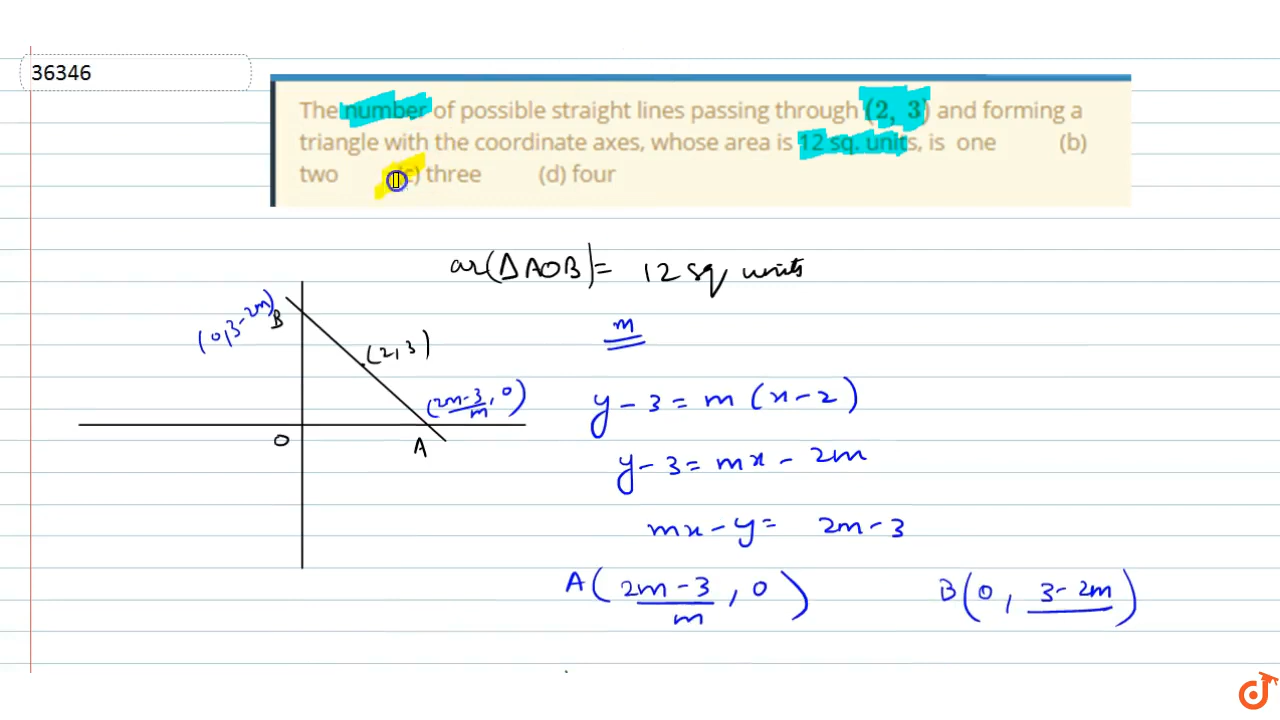 36346
The number of possible straight lines passing through (2, 3) and forming a
triangle with the coordinate axes, whose area is 12 sq. units, is one (b)
two (c) three (d) four
ar(ΔAOB)= 12 sq units
(0,3-2m)
B
(2,3)
m
(2m-3/m, 0)
y-3=m(x-2)
O
A
y-3=mx-2m
mx-y= 2m-3
A(2m-3/m, 0) B(0, 3-2m)